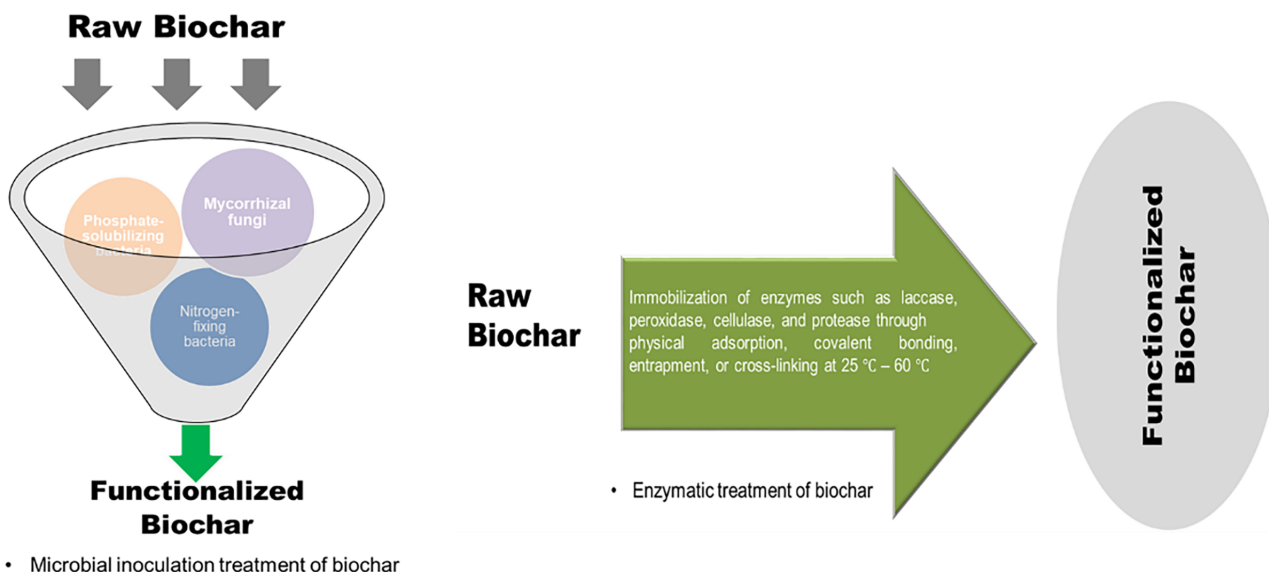 Raw Biochar
Mycorrhizal
fungi
Phosphate-
solubilizing
bacteria
Nitrogen-
fixing
bacteria
Functionalized
Biochar
• Microbial inoculation treatment of biochar
Raw
Biochar
Immobilization of enzymes such as laccase,
peroxidase, cellulase, and protease through
physical adsorption, covalent bonding,
entrapment, or cross-linking at 25 ℃ – 60 ℃
• Enzymatic treatment of biochar
Functionalized
Biochar